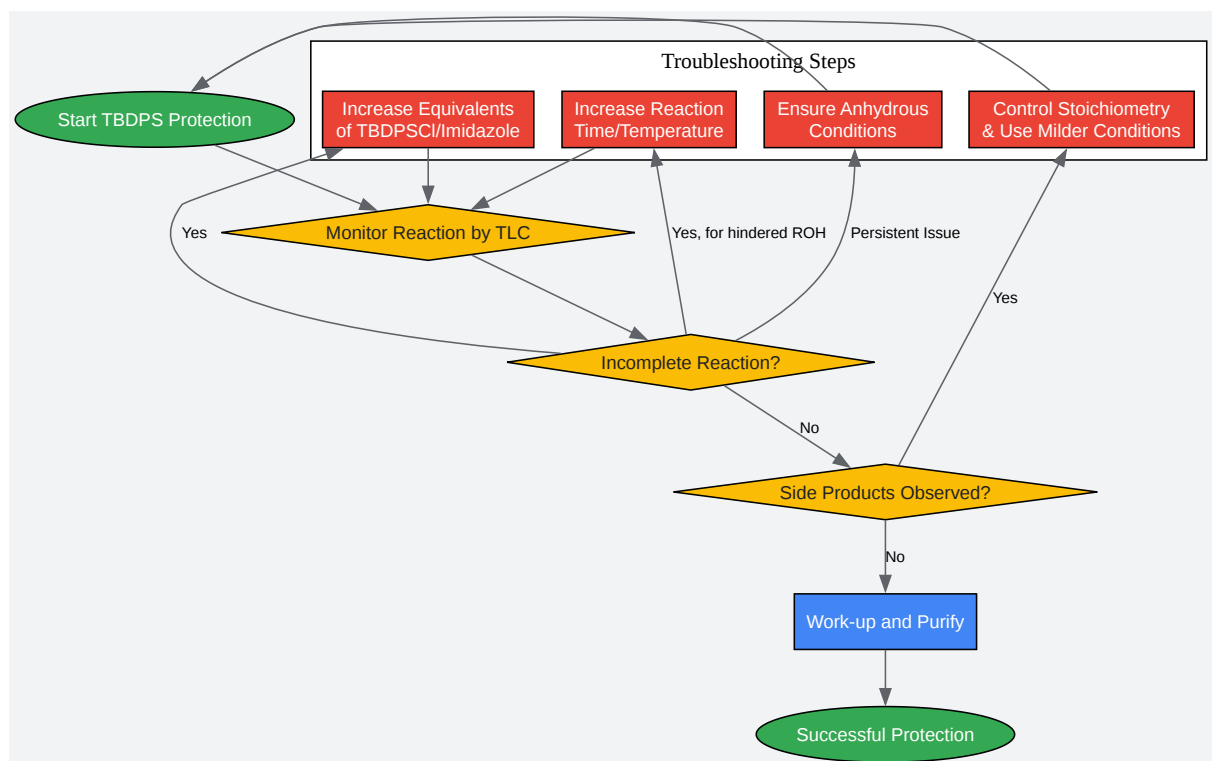 Troubleshooting Steps
Start TBDPS Protection
Increase Equivalents
of TBDPSCl/Imidazole
Increase Reaction
Time/Temperature
Ensure Anhydrous
Conditions
Control Stoichiometry
& Use Milder Conditions
Yes
Monitor Reaction by TLC
Yes, for hindered ROH
Persistent Issue
Yes
Incomplete Reaction?
No
Side Products Observed?
No
Work-up and Purify
Successful Protection